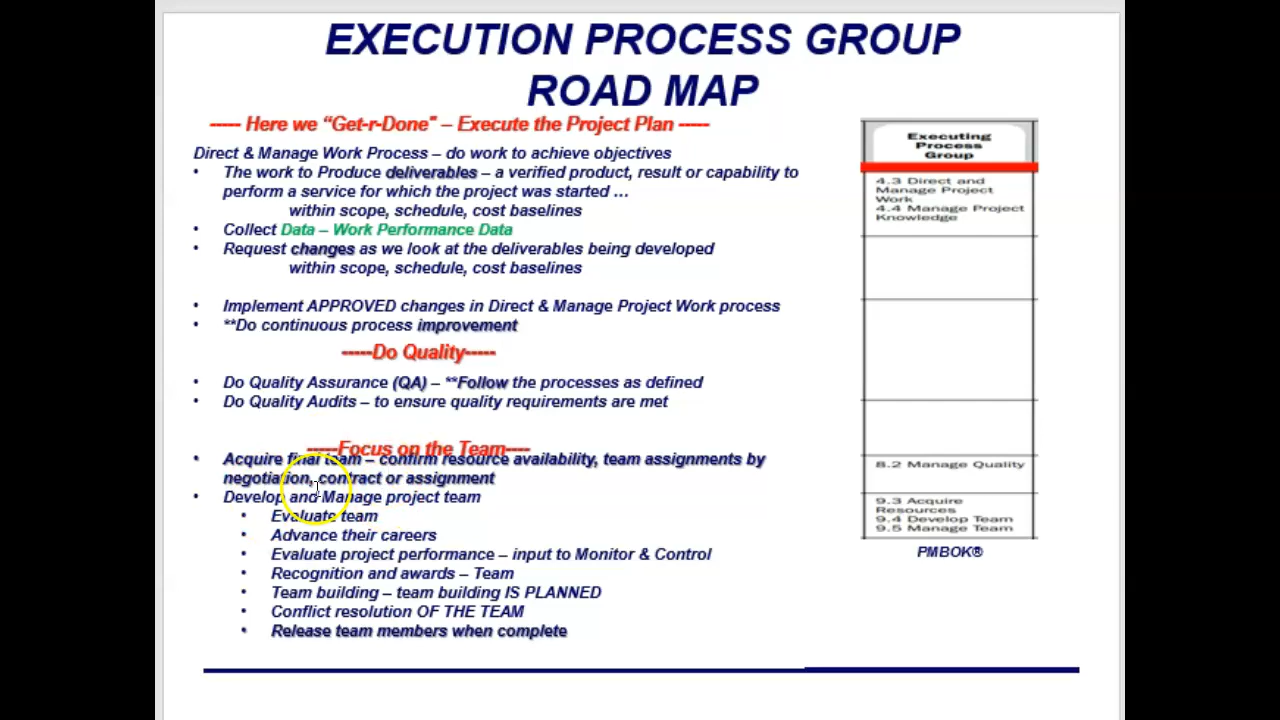 EXECUTION PROCESS GROUP
ROAD MAP
----- Here we “Get-r-Done” – Execute the Project Plan -----
Direct & Manage Work Process – do work to achieve objectives
• The work to Produce deliverables – a verified product, result or capability to
perform a service for which the project was started …
within scope, schedule, cost baselines
• Collect Data – Work Performance Data
• Request changes as we look at the deliverables being developed
within scope, schedule, cost baselines
• Implement APPROVED changes in Direct & Manage Project Work process
• **Do continuous process improvement
-----Do Quality-----
• Do Quality Assurance (QA) – **Follow the processes as defined
• Do Quality Audits – to ensure quality requirements are met
-----Focus on the Team----
• Acquire final team – confirm resource availability, team assignments by
negotiation, contract or assignment
• Develop and Manage project team
• Evaluate team
• Advance their careers
• Evaluate project performance – input to Monitor & Control
• Recognition and awards – Team
• Team building – team building IS PLANNED
• Conflict resolution OF THE TEAM
• Release team members when complete
Executing
Process
Group
4.3 Direct and
Manage Project
Work
4.4 Manage Project
Knowledge
8.2 Manage Quality
9.3 Acquire
Resources
9.4 Develop Team
9.5 Manage Team
PMBOK®